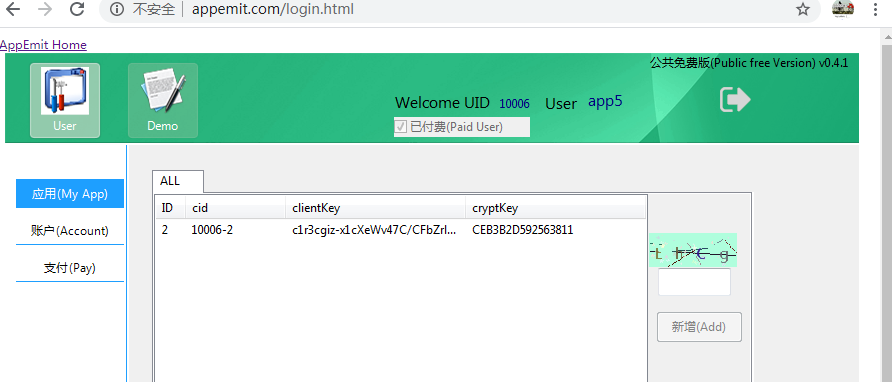 不安全 | appemit.com/login.html
AppEmit Home
公共免费版(Public free Version) v0.4.1
User
Demo
Welcome UID 10006 User app5
已付费(Paid User)
应用(My App)
账户(Account)
支付(Pay)
ALL
ID cid clientKey cryptKey
2 10006-2 c1r3cgiz-x1cXeWv47C/CFbZrI... CEB3B2D592563811
新增(Add)